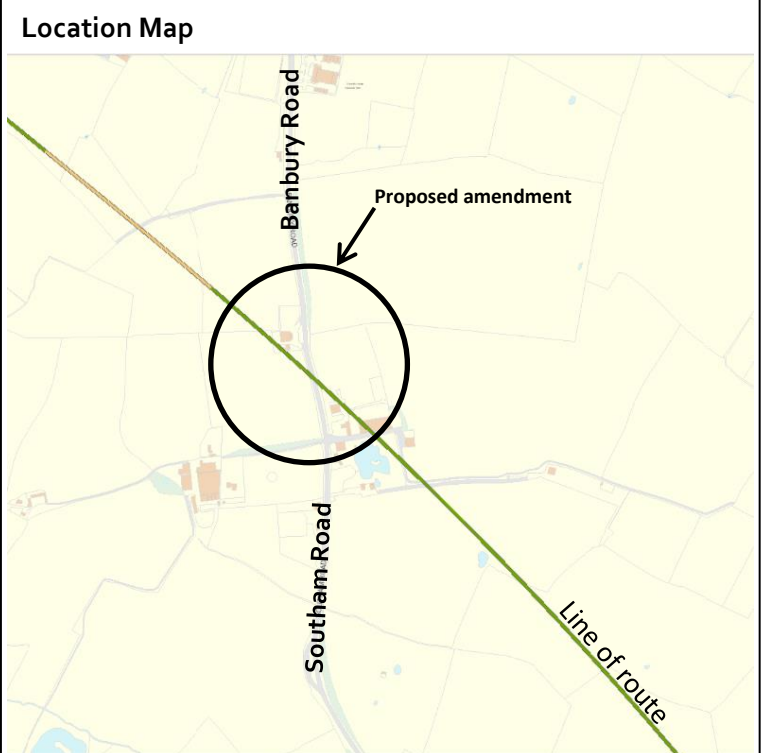 Location Map
Banbury Road
Proposed amendment
Southam Road
Line of route